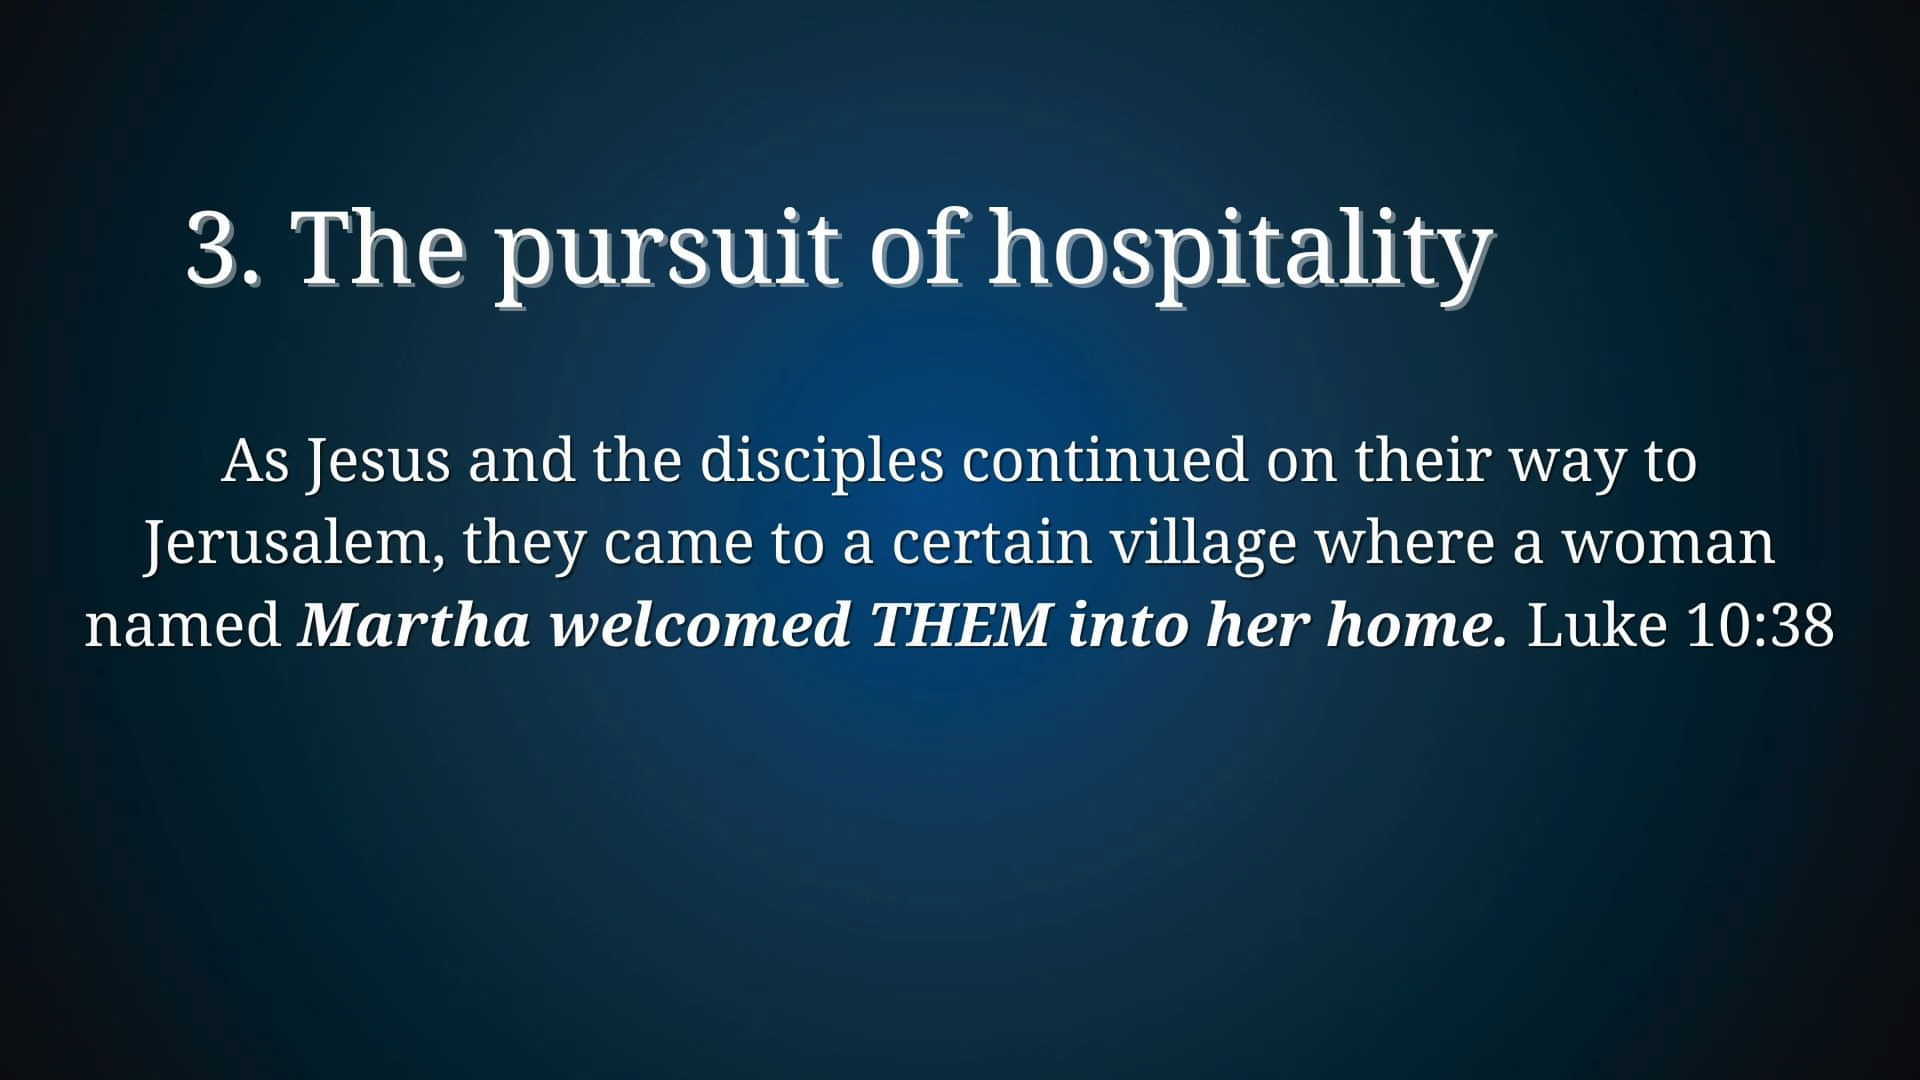 3. The pursuit of hospitality
As Jesus and the disciples continued on their way to
Jerusalem, they came to a certain village where a woman
named Martha welcomed THEM into her home. Luke 10:38